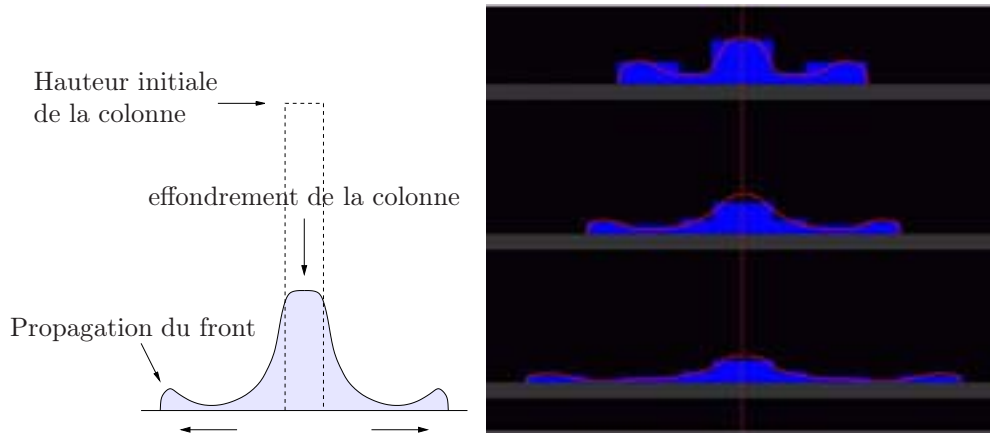 Hauteur initiale
de la colonne
effondrement de la colonne
Propagation du front